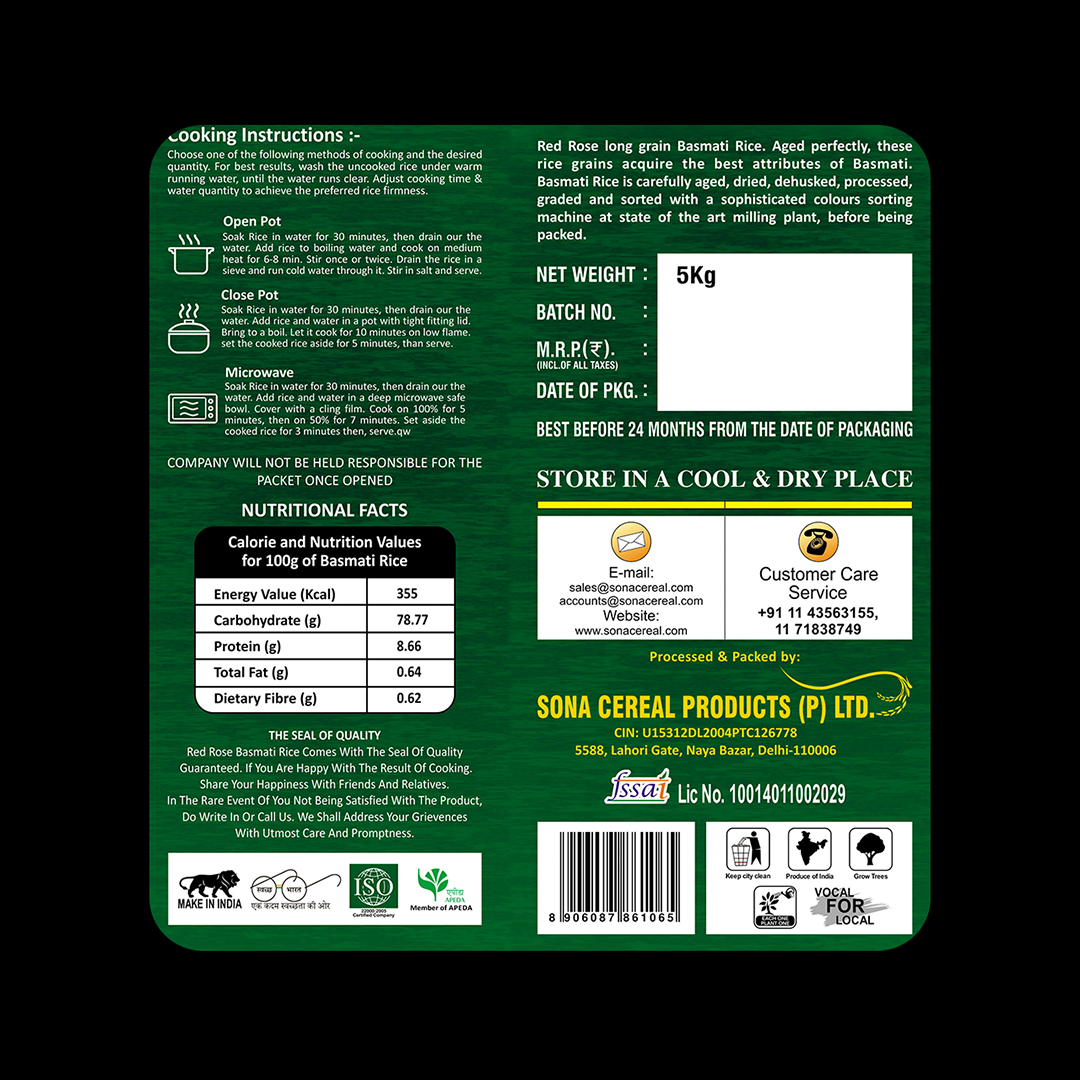 Cooking Instructions :-
Choose one of the following methods of cooking and the desired
quantity. For best results, wash the uncooked rice under warm
running water, until the water runs clear. Adjust cooking time &
water quantity to achieve the preferred rice firmness.
Open Pot
Soak Rice in water for 30 minutes, then drain our the
water. Add rice to boiling water and cook on medium
heat for 6-8 min. Stir once or twice. Drain the rice in a
sieve and run cold water through it. Stir in salt and serve.
Close Pot
Soak Rice in water for 30 minutes, then drain our the
water. Add rice and water in a pot with tight fitting lid.
Bring to a boil. Let it cook for 10 minutes on low flame.
set the cooked rice aside for 5 minutes, than serve.
Microwave
Soak Rice in water for 30 minutes, then drain our the
water. Add rice and water in a deep microwave safe
bowl. Cover with a cling film. Cook on 100% for 5
minutes, then on 50% for 7 minutes. Set aside the
cooked rice for 3 minutes then, serve.qw
COMPANY WILL NOT BE HELD RESPONSIBLE FOR THE
PACKET ONCE OPENED
NUTRITIONAL FACTS
Calorie and Nutrition Values
for 100g of Basmati Rice
Energy Value (Kcal) 355
Carbohydrate (g) 78.77
Protein (g) 8.66
Total Fat (g) 0.64
Dietary Fibre (g) 0.62
THE SEAL OF QUALITY
Red Rose Basmati Rice Comes With The Seal Of Quality
Guaranteed. If You Are Happy With The Result Of Cooking.
Share Your Happiness With Friends And Relatives.
In The Rare Event Of You Not Being Satisfied With The Product,
Do Write In Or Call Us. We Shall Address Your Grievences
With Utmost Care And Promptness.
MAKE IN INDIA
स्वच्छ भारत
एक कदम स्वच्छता की ओर
ISO
22000:2005
Certified Company
एपीडा
APEDA
Member of APEDA
Red Rose long grain Basmati Rice. Aged perfectly, these
rice grains acquire the best attributes of Basmati.
Basmati Rice is carefully aged, dried, dehusked, processed,
graded and sorted with a sophisticated colours sorting
machine at state of the art milling plant, before being
packed.
NET WEIGHT : 5Kg
BATCH NO. :
M.R.P.(₹). :
(INCL.OF ALL TAXES)
DATE OF PKG. :
BEST BEFORE 24 MONTHS FROM THE DATE OF PACKAGING
STORE IN A COOL & DRY PLACE
E-mail:
sales@sonacereal.com
accounts@sonacereal.com
Website:
www.sonacereal.com
Customer Care
Service
+91 11 43563155,
11 71838749
Processed & Packed by:
SONA CEREAL PRODUCTS (P) LTD.
CIN: U15312DL2004PTC126778
5588, Lahori Gate, Naya Bazar, Delhi-110006
fssai Lic No. 10014011002029
8 906087 861065
Keep city clean
Produce of India
Grow Trees
EACH ONE
PLANT ONE
VOCAL
FOR
LOCAL